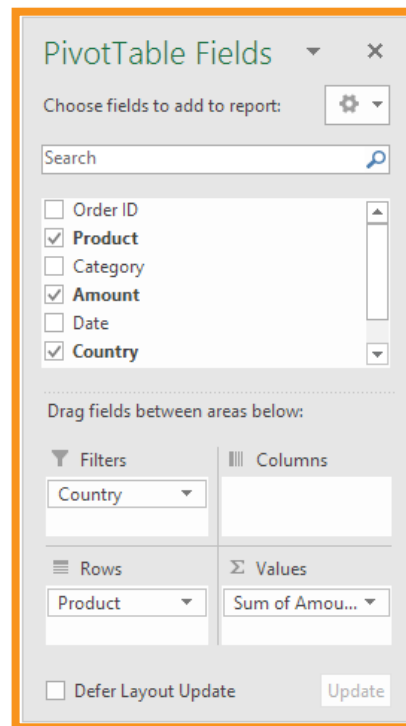 PivotTable Fields
Choose fields to add to report:
Search
Order ID
Product
Category
Amount
Date
Country
Drag fields between areas below:
Filters
Columns
Country
Rows
Σ Values
Product
Sum of Amou...
Defer Layout Update
Update